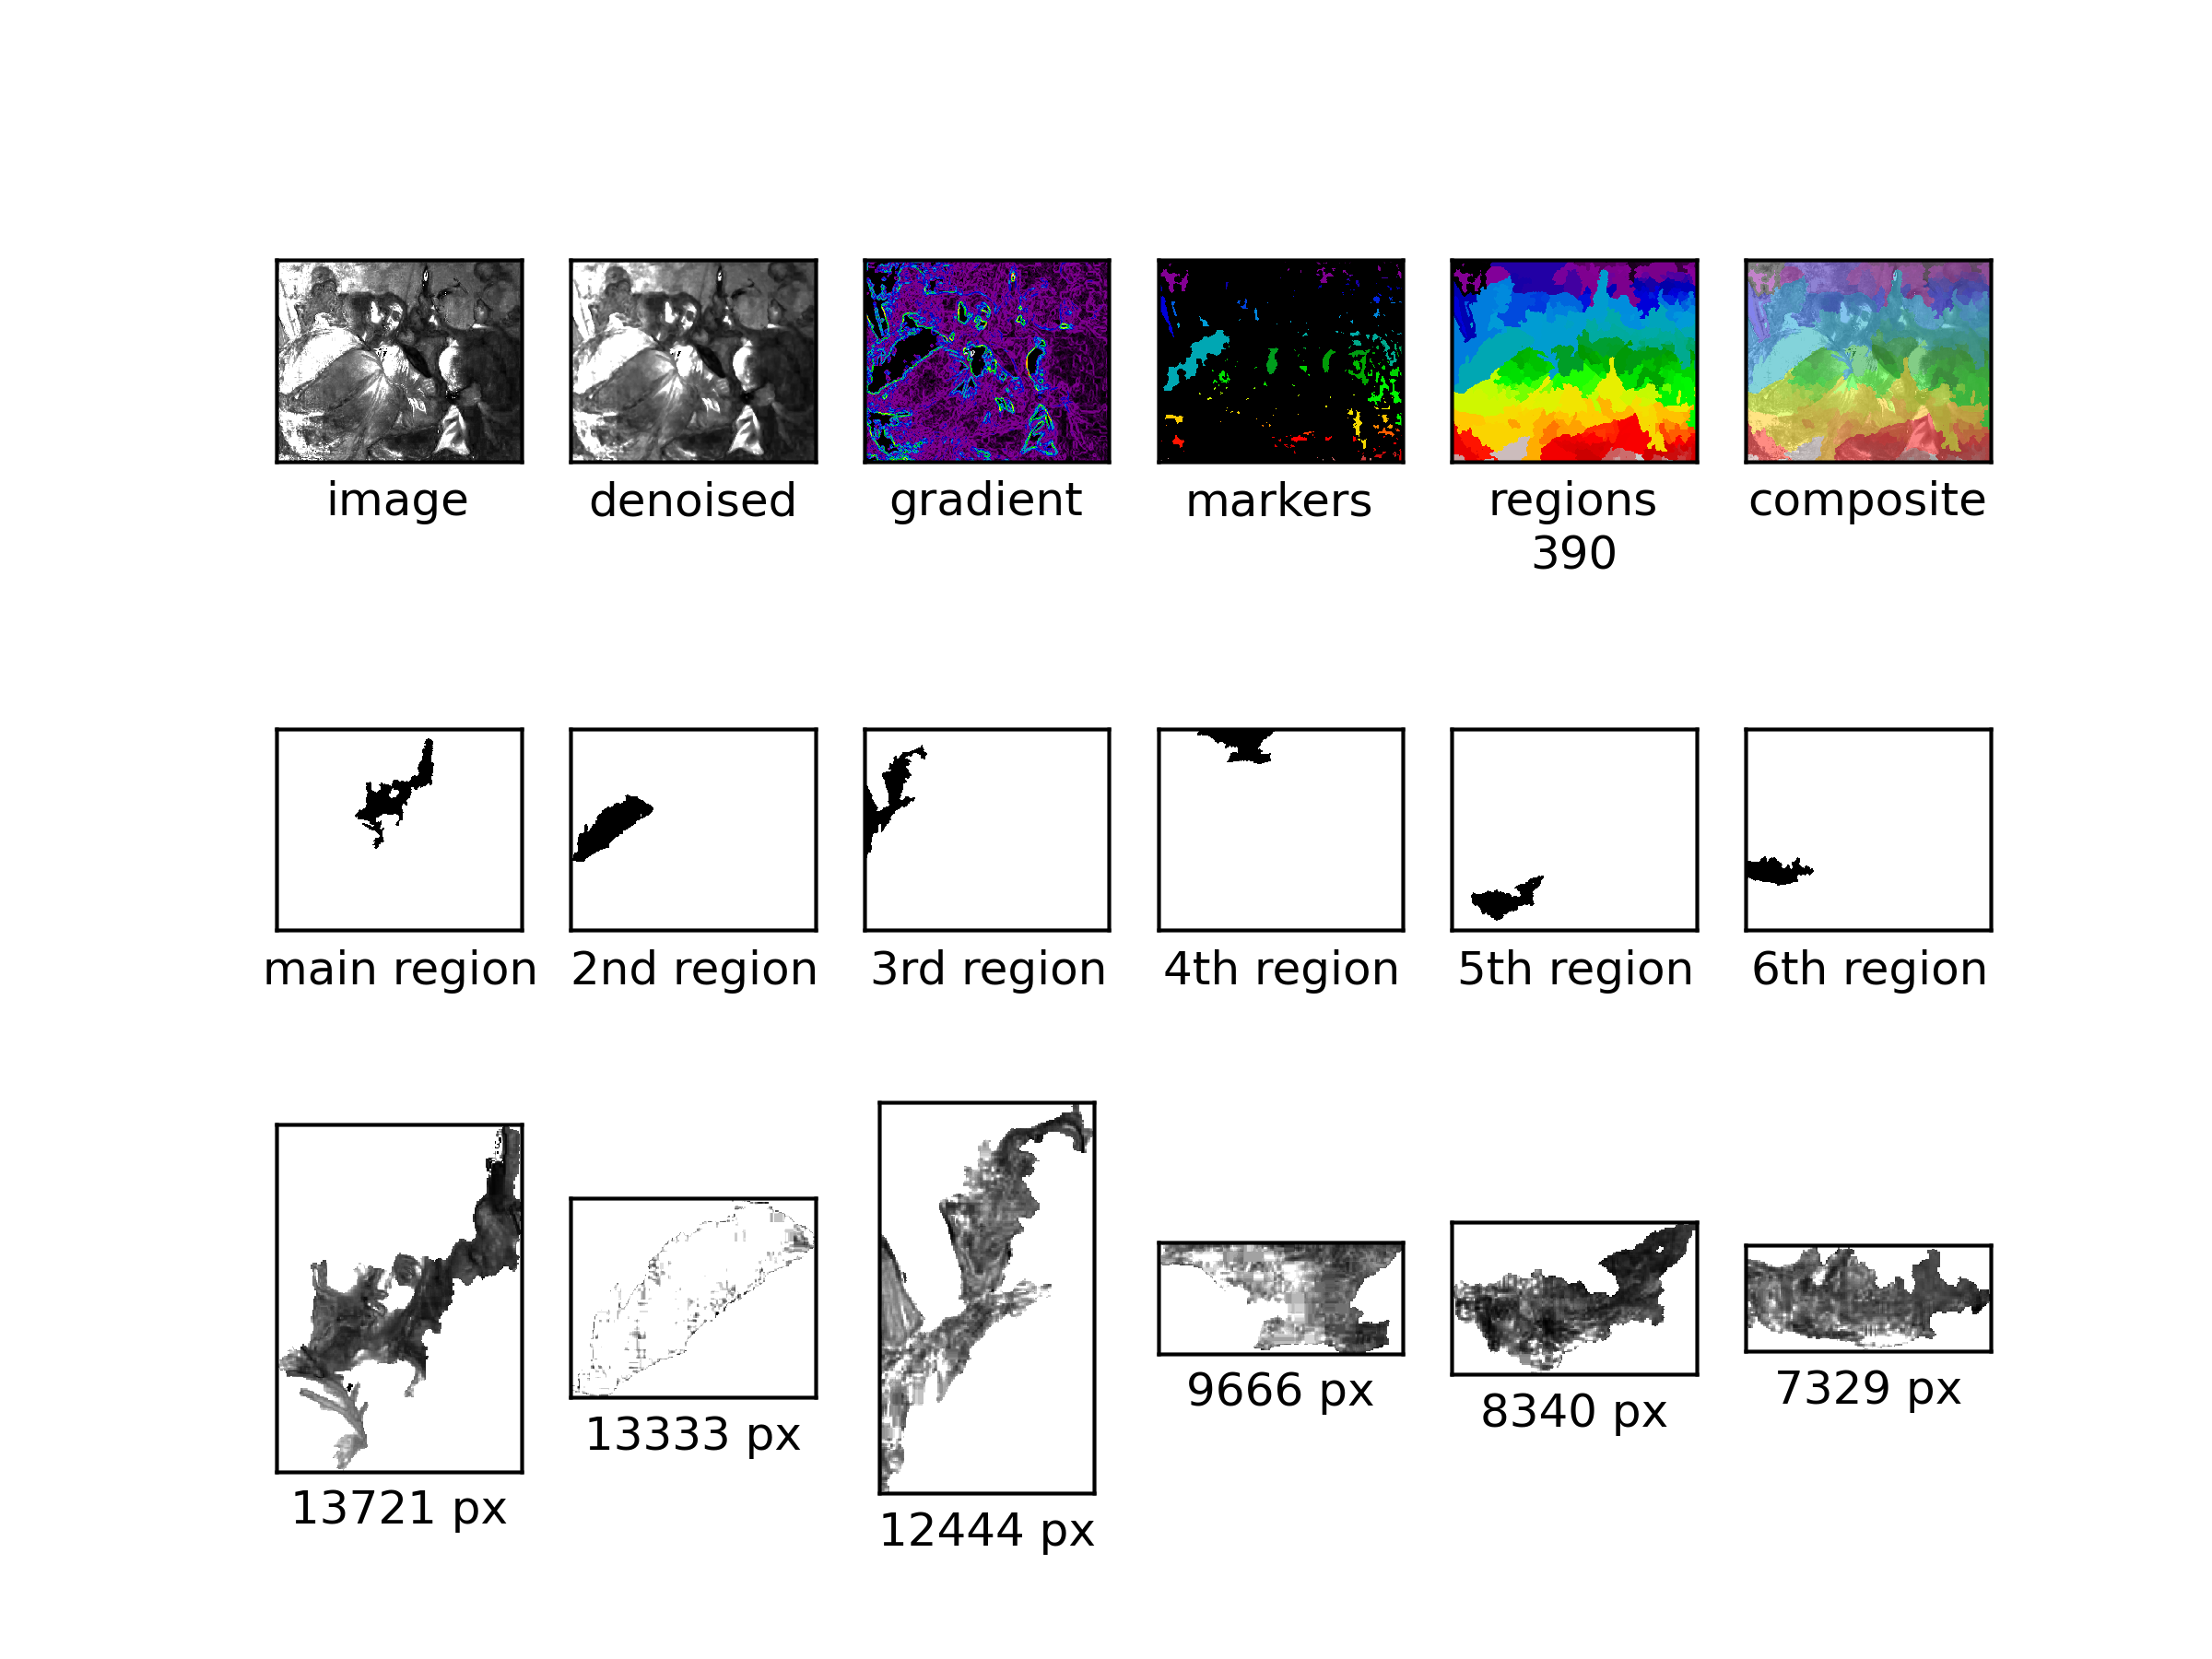 image
denoised
gradient
markers
regions
390
composite
main region
2nd region
3rd region
4th region
5th region
6th region
13721 px
13333 px
12444 px
9666 px
8340 px
7329 px